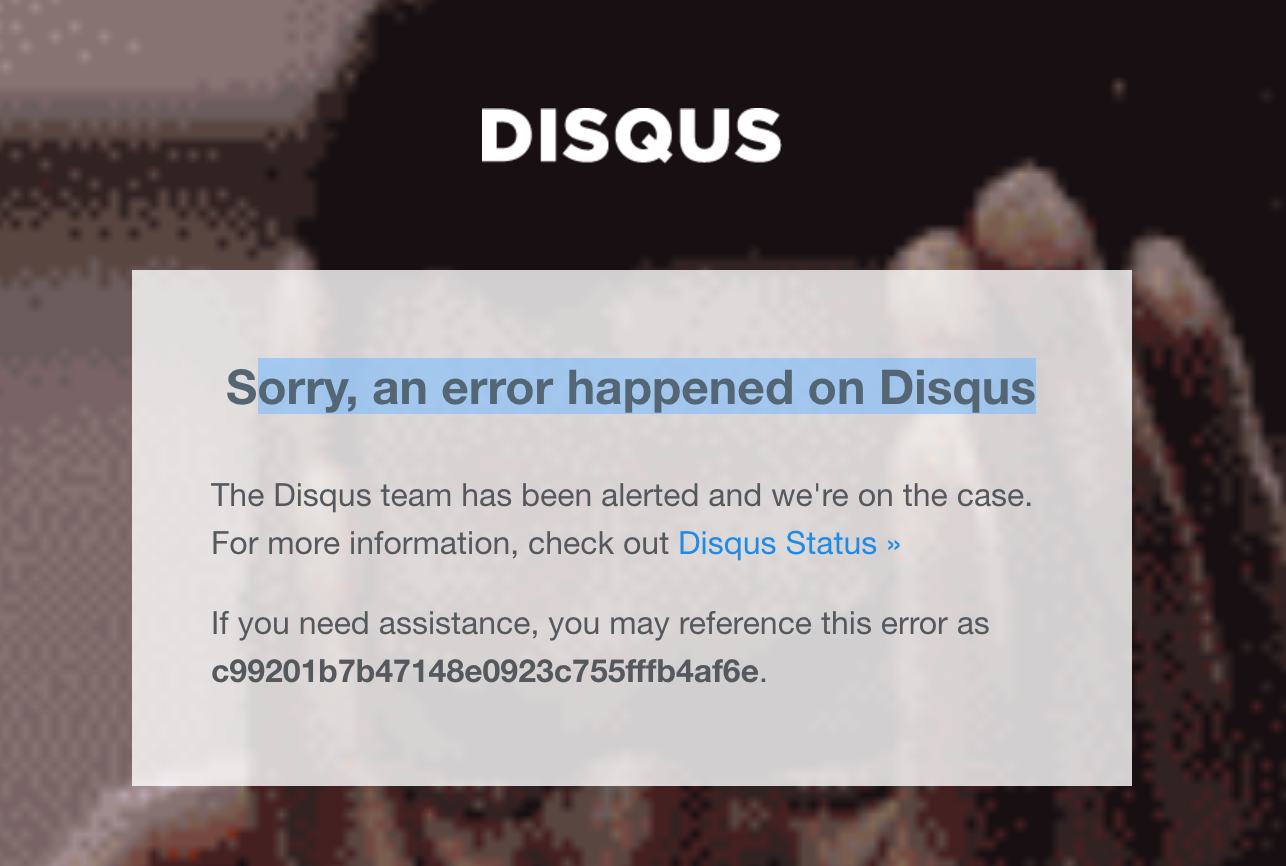 DISQUS
Sorry, an error happened on Disqus
The Disqus team has been alerted and we're on the case.
For more information, check out Disqus Status »
If you need assistance, you may reference this error as
c99201b7b47148e0923c755fffb4af6e.